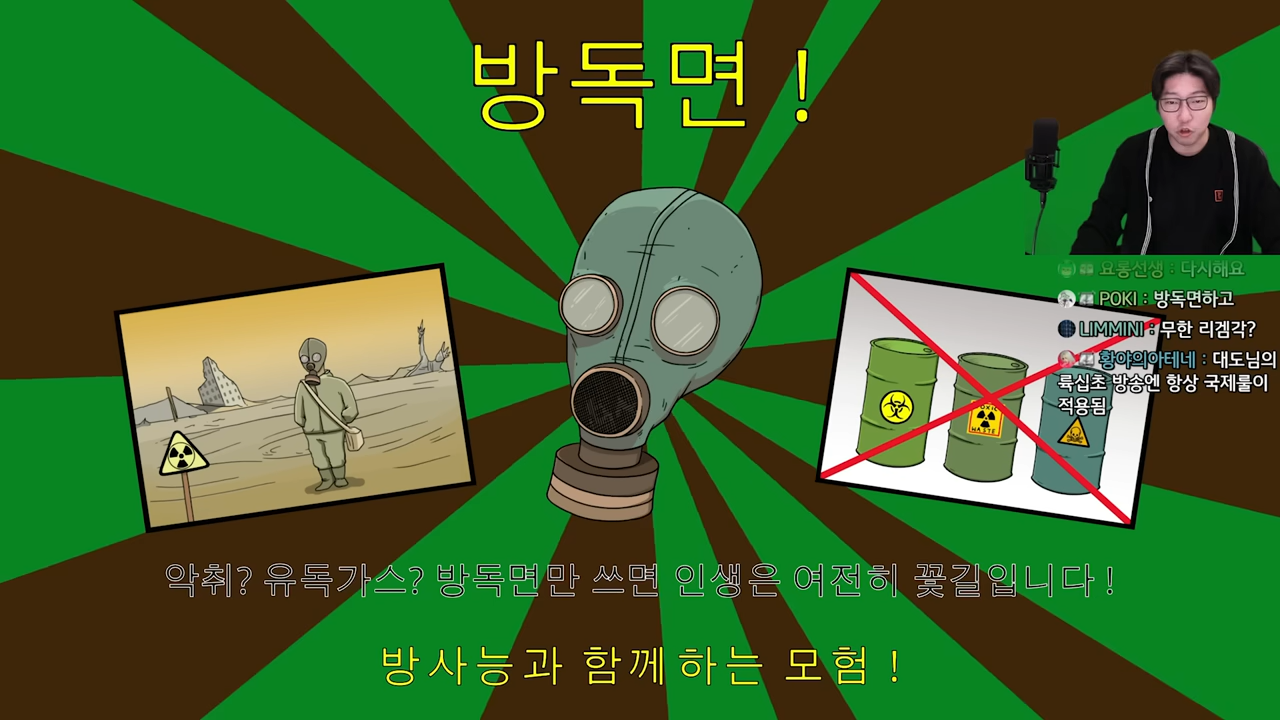 방독면 !
요롱선생 : 다시해요
POKI : 방독면하고
LIMMINI : 무한 리겜각?
황야의아테네 : 대도님의
륙십초 방송엔 항상 국제룰이
적용됨
TOXIC
WASTE
악취? 유독가스? 방독면만 쓰면 인생은 여전히 꽃길입니다 !
방사능과 함께 하는 모험 !